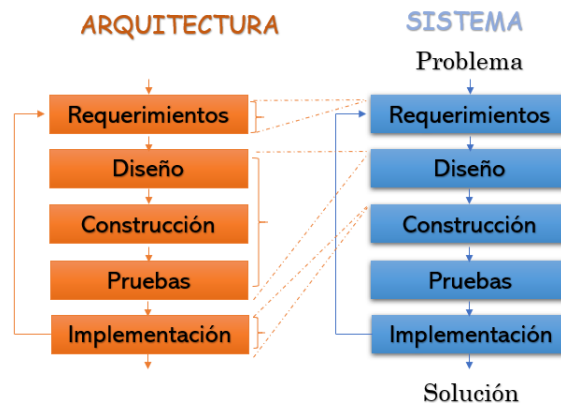 ARQUITECTURA
Requerimientos
Diseño
Construcción
Pruebas
Implementación
SISTEMA
Problema
Requerimientos
Diseño
Construcción
Pruebas
Implementación
Solución